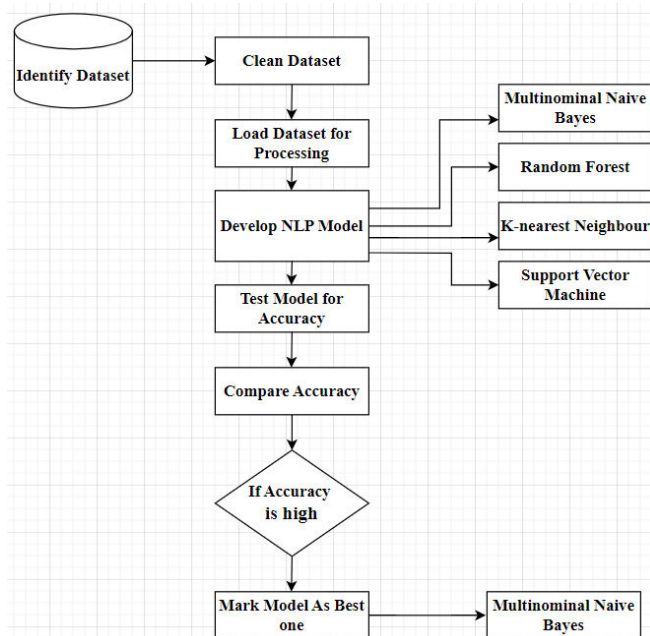 Identify Dataset
Clean Dataset
Load Dataset for
Processing
Develop NLP Model
Multinominal Naive
Bayes
Random Forest
K-nearest Neighbour
Support Vector
Machine
Test Model for
Accuracy
Compare Accuracy
If Accuracy
is high
Mark Model As Best
one
Multinominal Naive
Bayes